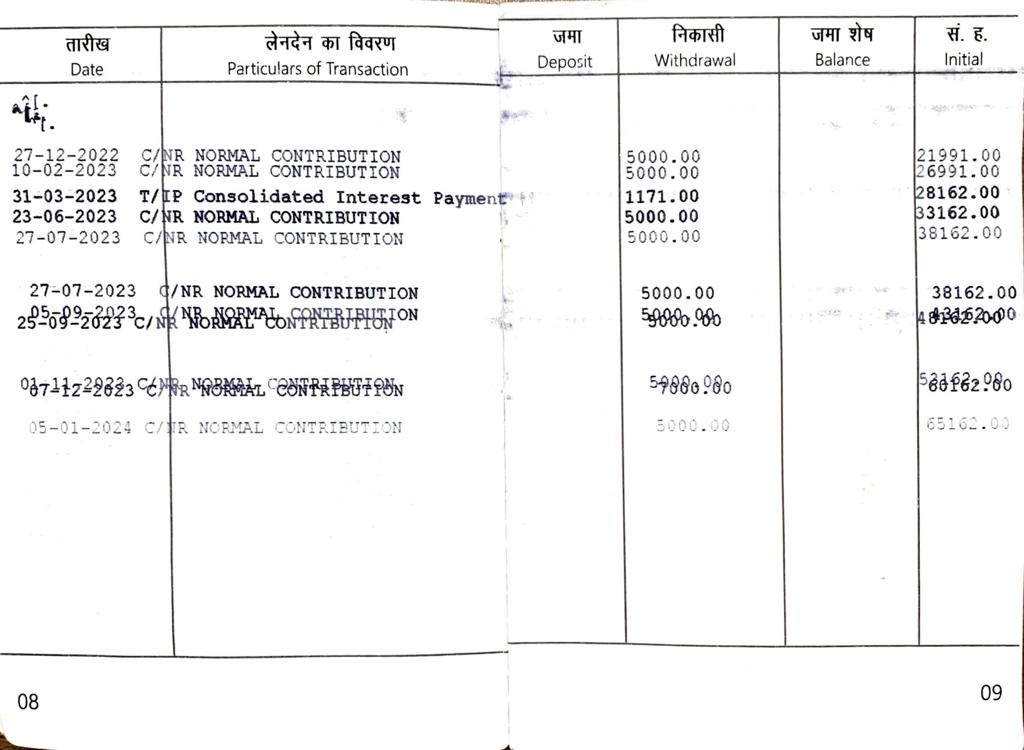 तारीख लेनदेन का विवरण जमा निकासी जमा शेष सं. ह.
Date Particulars of Transaction Deposit Withdrawal Balance Initial
27-12-2022 C/NR NORMAL CONTRIBUTION 5000.00 21991.00
10-02-2023 C/NR NORMAL CONTRIBUTION 5000.00 26991.00
31-03-2023 T/IP Consolidated Interest Payment 1171.00 28162.00
23-06-2023 C/NR NORMAL CONTRIBUTION 5000.00 33162.00
27-07-2023 C/NR NORMAL CONTRIBUTION 5000.00 38162.00
27-07-2023 C/NR NORMAL CONTRIBUTION 5000.00 38162.00
05-09-2023 C/NR NORMAL CONTRIBUTION 5000.00 43162.00
25-09-2023 C/NR NORMAL CONTRIBUTION 5000.00 48162.00
01-11-2023 C/NR NORMAL CONTRIBUTION 5000.00 53162.00
07-12-2023 C/NR NORMAL CONTRIBUTION 7000.00 60162.00
05-01-2024 C/NR NORMAL CONTRIBUTION 5000.00 65162.00
08 09